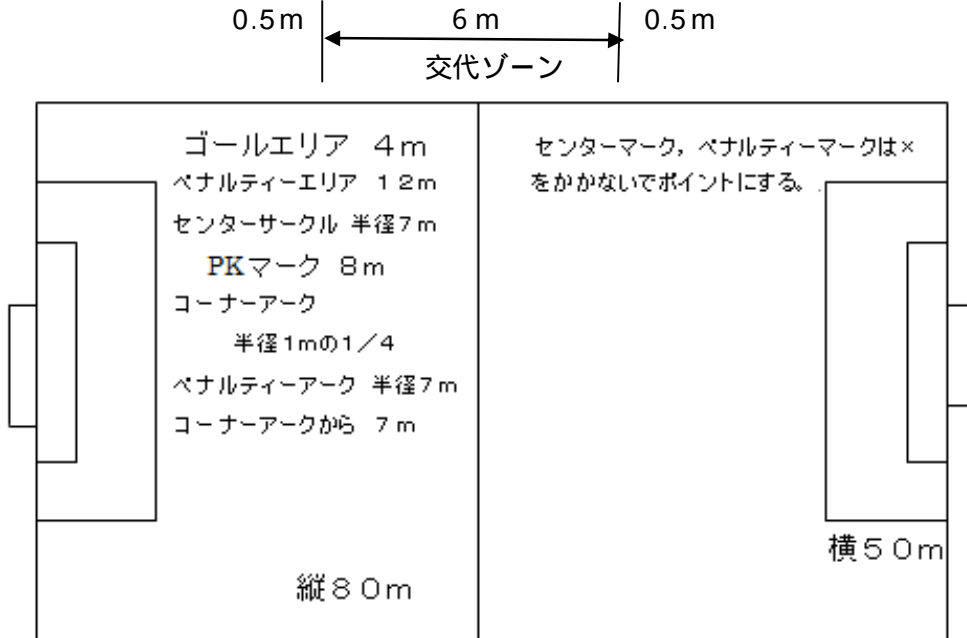 0.5m 6m 0.5m
交代ゾーン
ゴールエリア 4m
ペナルティーエリア 12m
センターサークル 半径7m
PKマーク 8m
コーナーアーク
半径1mの1/4
ペナルティーアーク 半径7m
コーナーアークから 7m
センターマーク，ペナルティーマークは×
をかかないでポイントにする。
横50m
縦80m